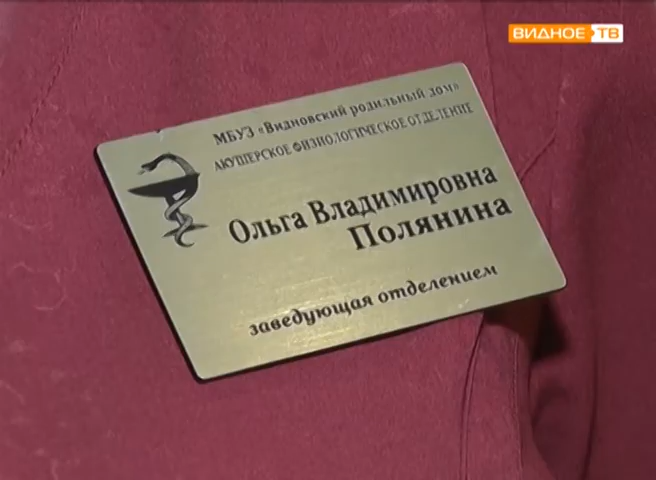 ВИДНОЕ ТВ
МБУЗ «Видновский родильный дом»
АКУШЕРСКОЕ ФИЗИОЛОГИЧЕСКОЕ ОТДЕЛЕНИЕ
Ольга Владимировна
Полянина
заведующая отделением